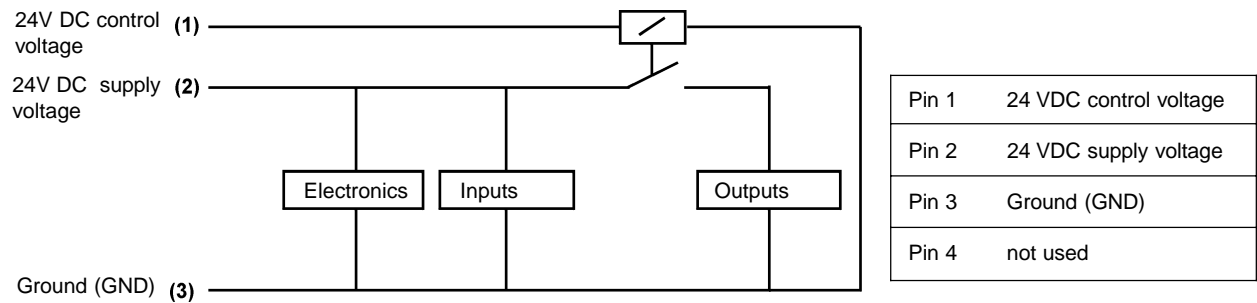 24V DC control (1)
voltage
24V DC supply (2)
voltage
Electronics
Inputs
Outputs
Ground (GND) (3)
Pin 1 24 VDC control voltage
Pin 2 24 VDC supply voltage
Pin 3 Ground (GND)
Pin 4 not used